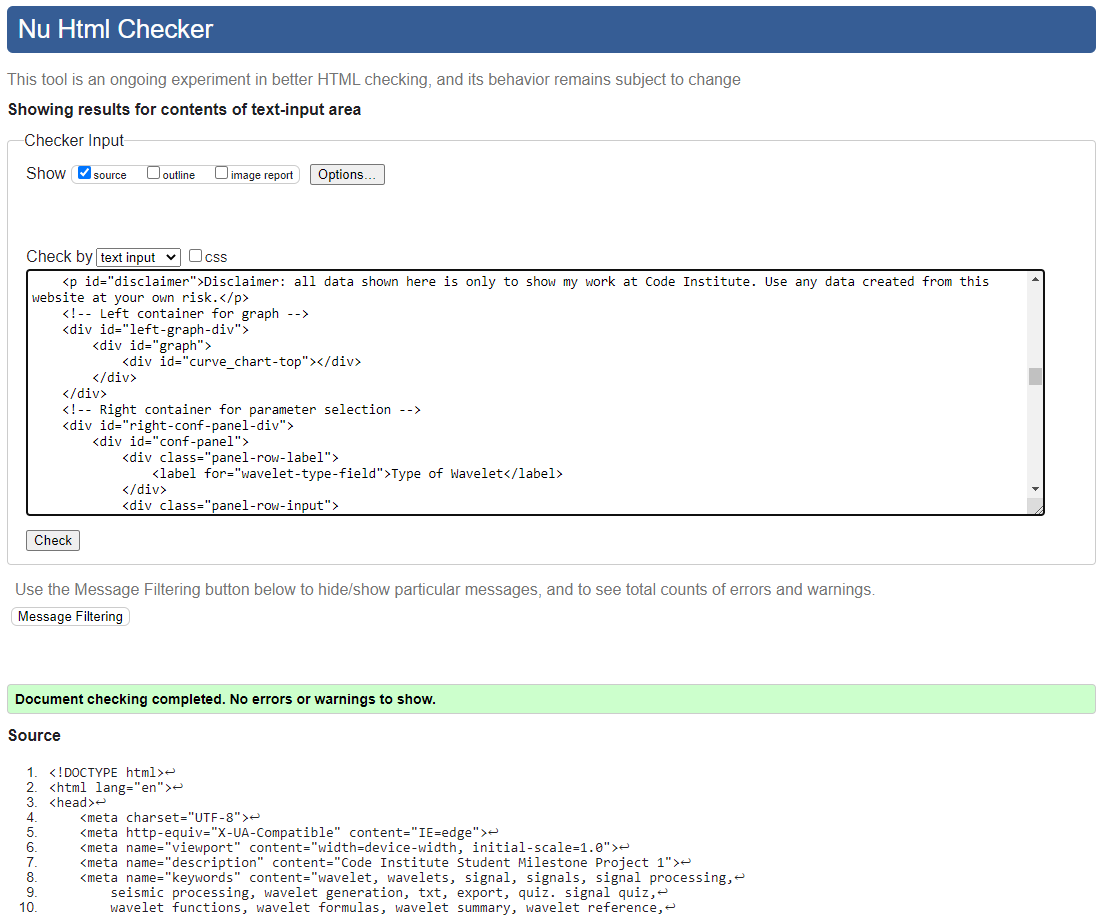 Nu Html Checker
This tool is an ongoing experiment in better HTML checking, and its behavior remains subject to change
Showing results for contents of text-input area
Checker Input
Show source outline image report Options...
Check by text input css
<p id="disclaimer">Disclaimer: all data shown here is only to show my work at Code Institute. Use any data created from this
website at your own risk.</p>
<!-- Left container for graph -->
<div id="left-graph-div">
<div id="graph">
<div id="curve_chart-top"></div>
</div>
</div>
<!-- Right container for parameter selection -->
<div id="right-conf-panel-div">
<div id="conf-panel">
<div class="panel-row-label">
<label for="wavelet-type-field">Type of Wavelet</label>
</div>
<div class="panel-row-input">
Check
Use the Message Filtering button below to hide/show particular messages, and to see total counts of errors and warnings.
Message Filtering
Document checking completed. No errors or warnings to show.
Source
1. <!DOCTYPE html>↩
2. <html lang="en">↩
3. <head>↩
4. <meta charset="UTF-8">↩
5. <meta http-equiv="X-UA-Compatible" content="IE=edge">↩
6. <meta name="viewport" content="width=device-width, initial-scale=1.0">↩
7. <meta name="description" content="Code Institute Student Milestone Project 1">↩
8. <meta name="keywords" content="wavelet, wavelets, signal, signals, signal processing,↩
9. seismic processing, wavelet generation, txt, export, quiz. signal quiz,↩
10. wavelet functions, wavelet formulas, wavelet summary, wavelet reference,↩